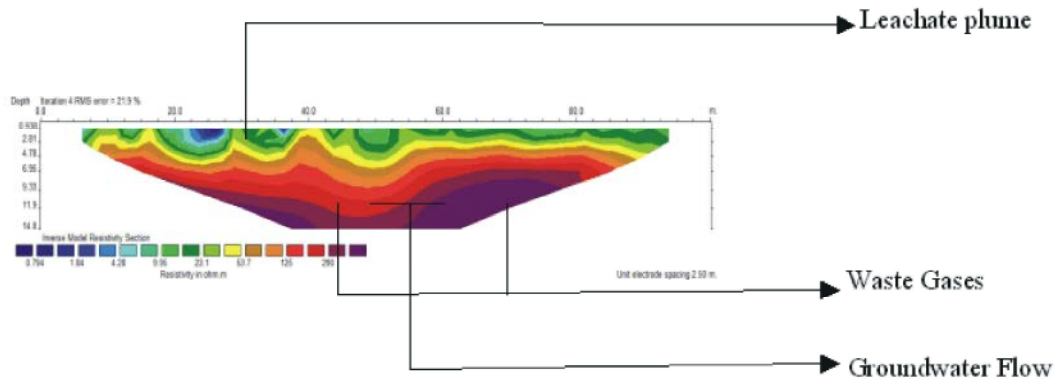 Leachate plume
Depth Iteration 4 RMS error = 21.9 %
0.0 20.0 40.0 60.0 80.0 m.
0.938
2.81
4.78
6.96
9.33
11.9
14.8
Inverse Model Resistivity Section
0.794 1.84 4.28 9.96 23.1 53.7 125 290
Resistivity in ohm.m
Unit electrode spacing 2.50 m.
Waste Gases
Groundwater Flow